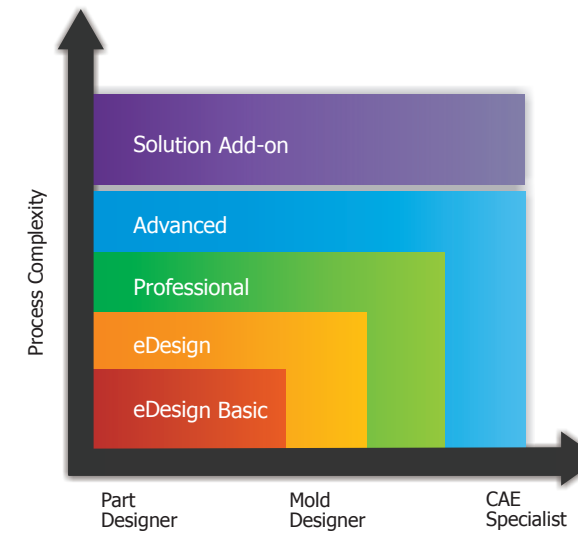 Process Complexity
Solution Add-on
Advanced
Professional
eDesign
eDesign Basic
Part
Designer
Mold
Designer
CAE
Specialist